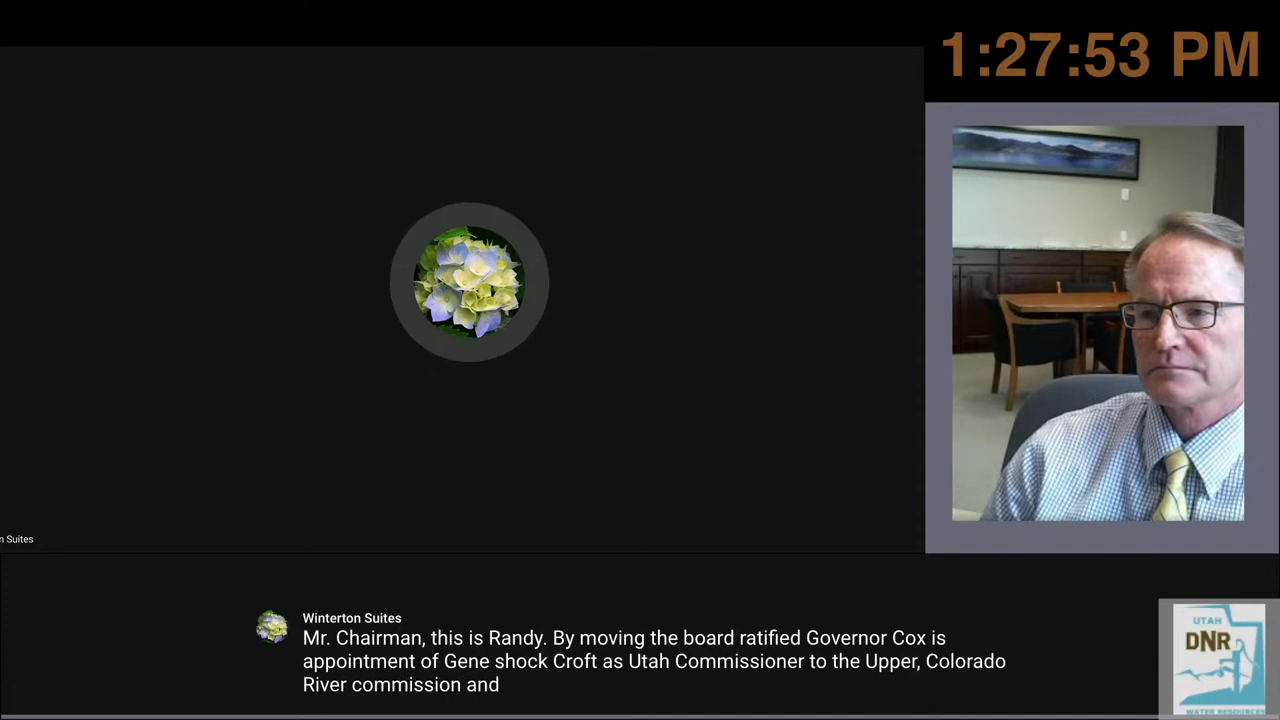 1:27:53 PM
n Suites
Winterton Suites
Mr. Chairman, this is Randy. By moving the board ratified Governor Cox is
appointment of Gene shock Croft as Utah Commissioner to the Upper, Colorado
River commission and
UTAH
DNR
WATER RESOURCES